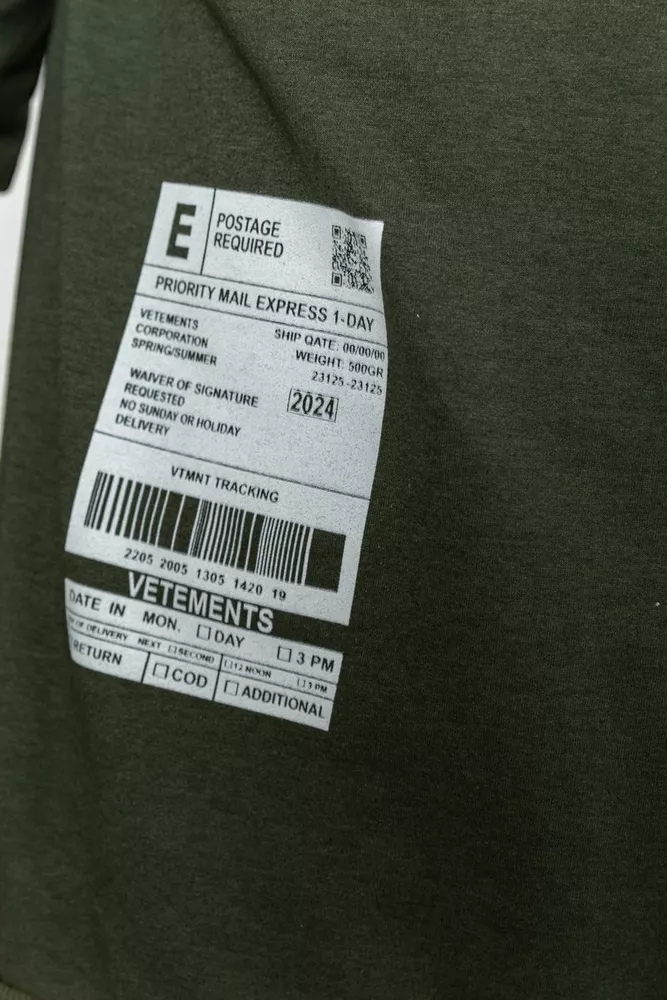 E
POSTAGE
REQUIRED
PRIORITY MAIL EXPRESS 1-DAY
VETEMENTS
CORPORATION
SPRING/SUMMER
SHIP QATE: 00/00/00
WEIGHT: 500GR
23125 -23125
WAIVER OF SIGNATURE
REQUESTED
NO SUNDAY OR HOLIDAY
DELIVERY
2024
VTMNT TRACKING
2205 2005 1305 1420 19
VETEMENTS
DATE IN MON. DAY 3 PM
OF DELIVERY NEXT SECOND 12 NOON 3 PM
RETURN COD ADDITIONAL